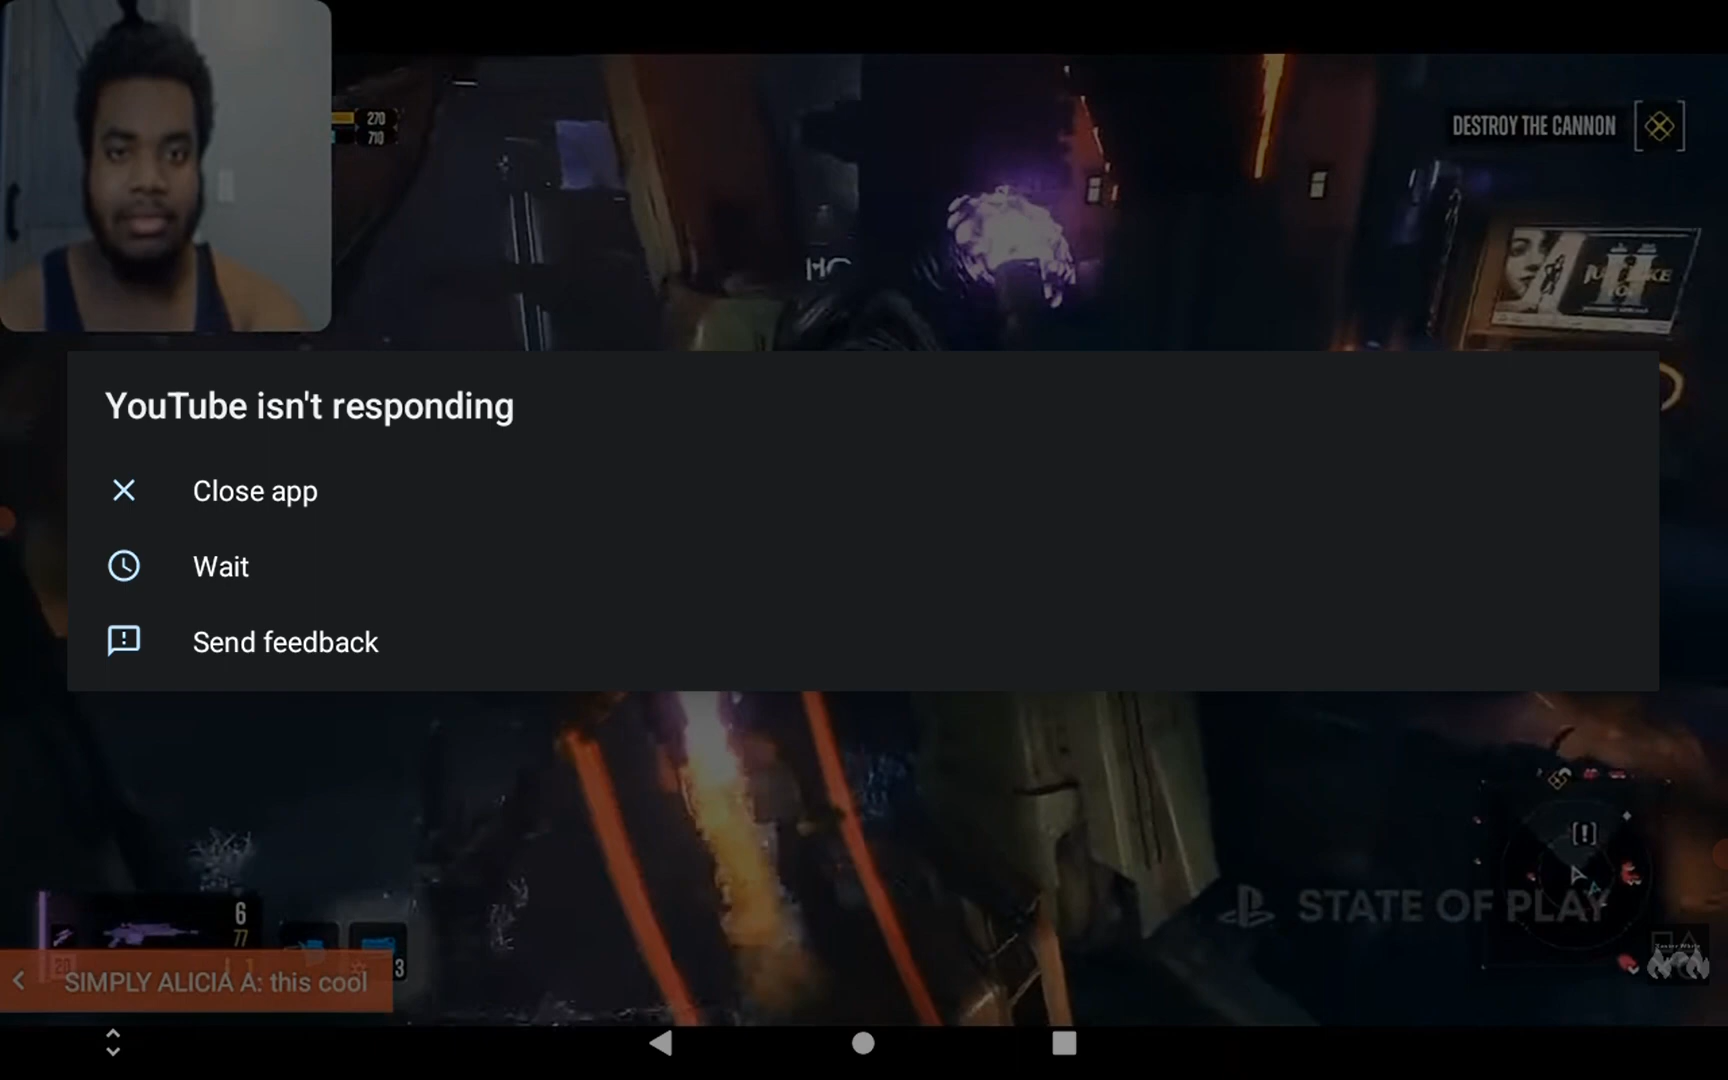 270
710
DESTROY THE CANNON
YouTube isn't responding
Close app
Wait
Send feedback
6
77
3
STATE OF PLAY
SIMPLY ALICIA A: this cool